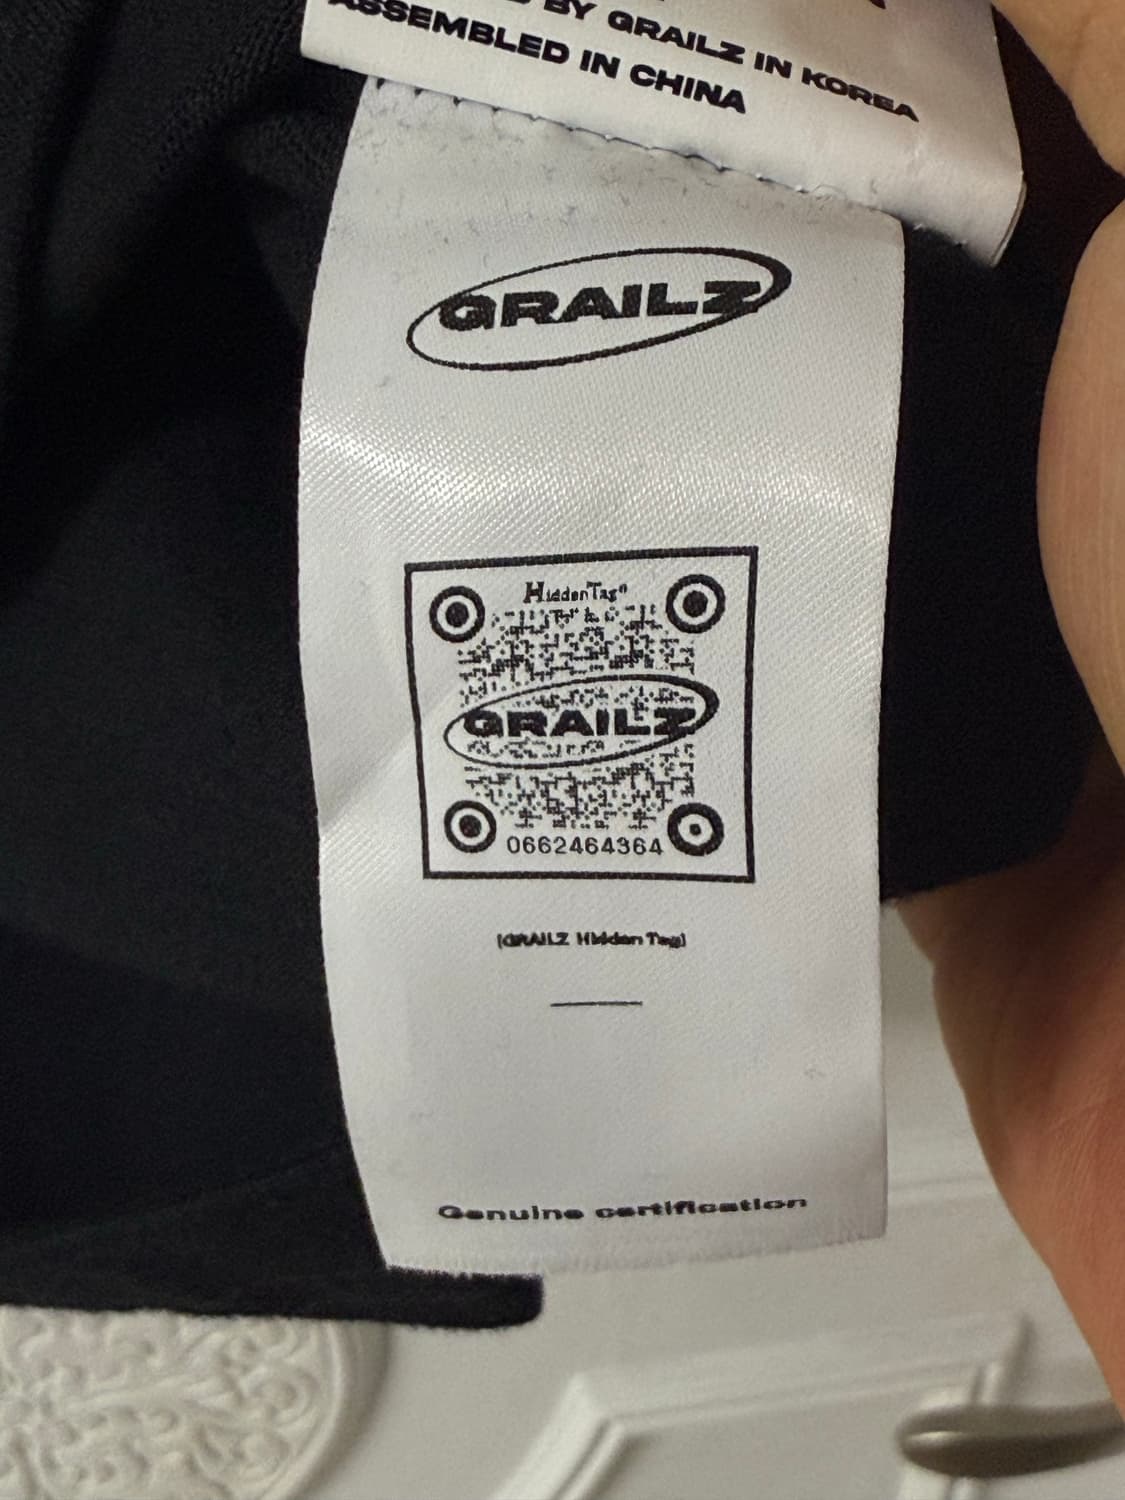 BY GRAILZ IN KOREA
ASSEMBLED IN CHINA
GRAILZ
HiddenTag®
GRAILZ
0662464364
[GRAILZ Hidden Tag]
Genuine certification